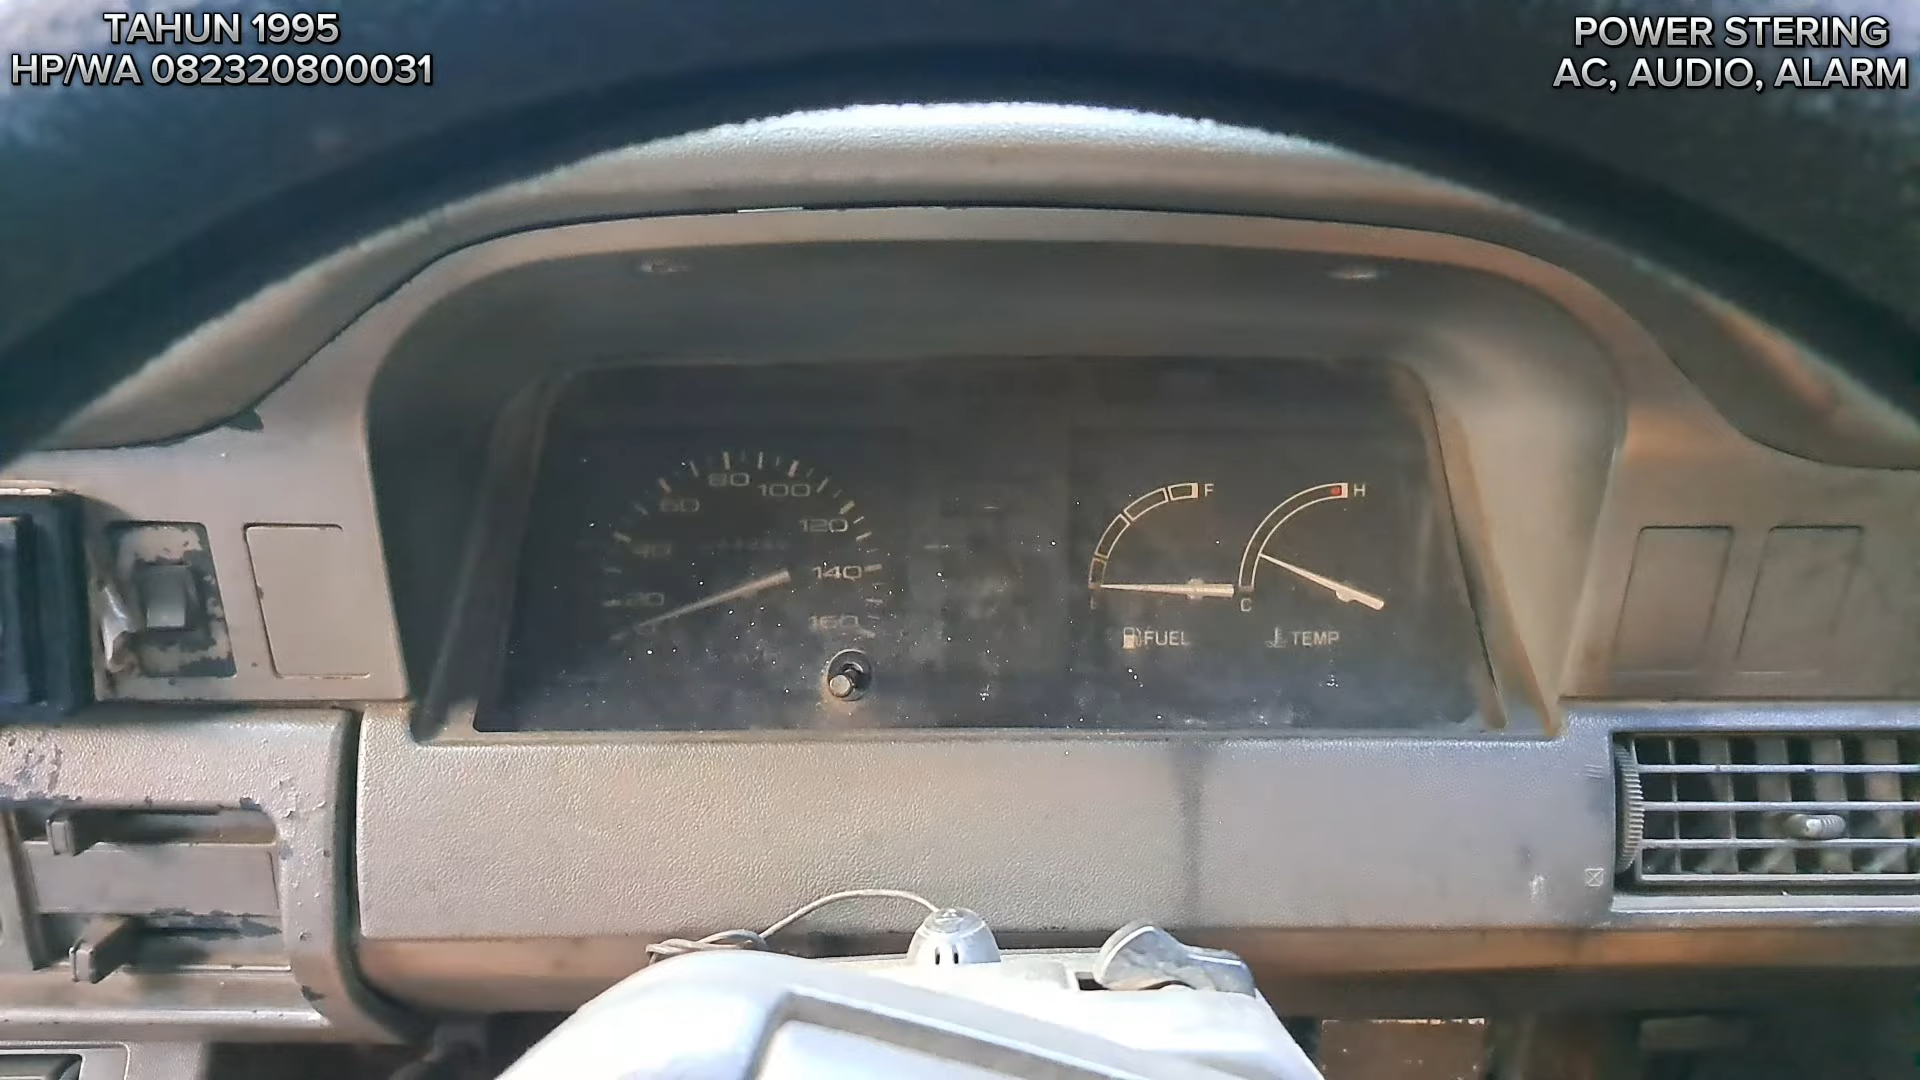 TAHUN 1995
HP/WA 082320800031
POWER STERING
AC, AUDIO, ALARM
80
100
60
120
40
140
20
160
F
H
C
FUEL
TEMP